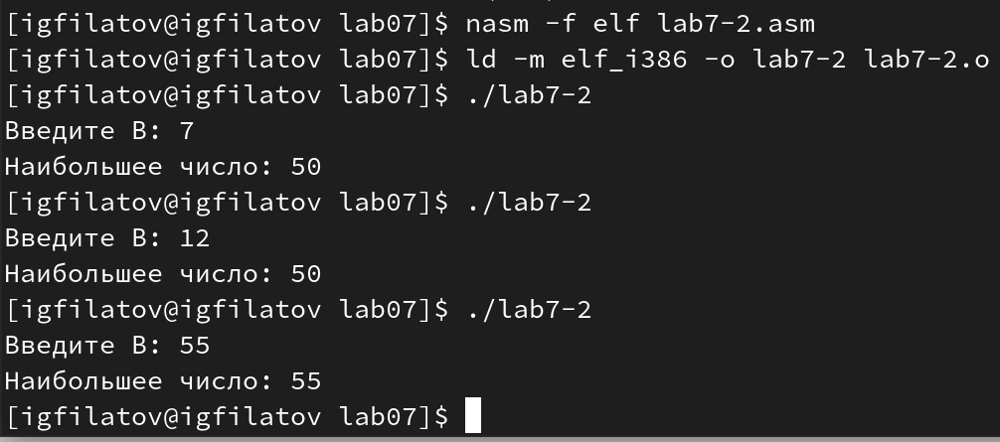 [igfilatov@igfilatov lab07]$ nasm -f elf lab7-2.asm
[igfilatov@igfilatov lab07]$ ld -m elf_i386 -o lab7-2 lab7-2.o
[igfilatov@igfilatov lab07]$ ./lab7-2
Введите B: 7
Наибольшее число: 50
[igfilatov@igfilatov lab07]$ ./lab7-2
Введите B: 12
Наибольшее число: 50
[igfilatov@igfilatov lab07]$ ./lab7-2
Введите B: 55
Наибольшее число: 55
[igfilatov@igfilatov lab07]$